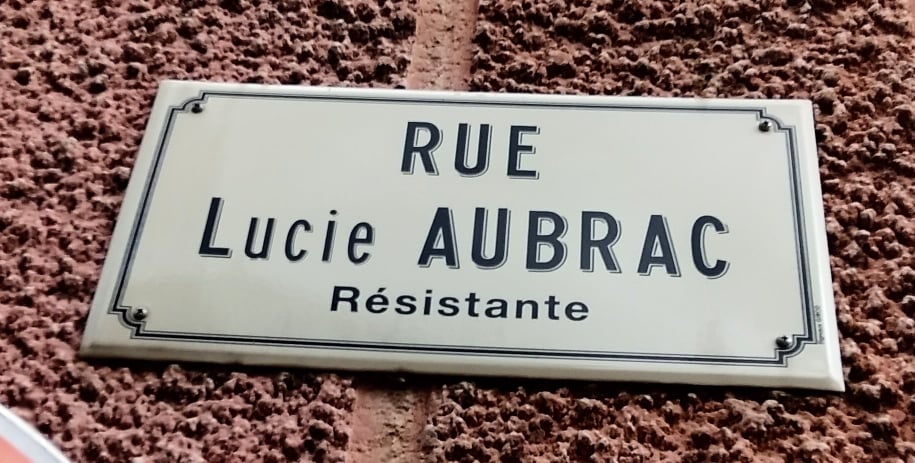 RUE
Lucie AUBRAC
Résistante